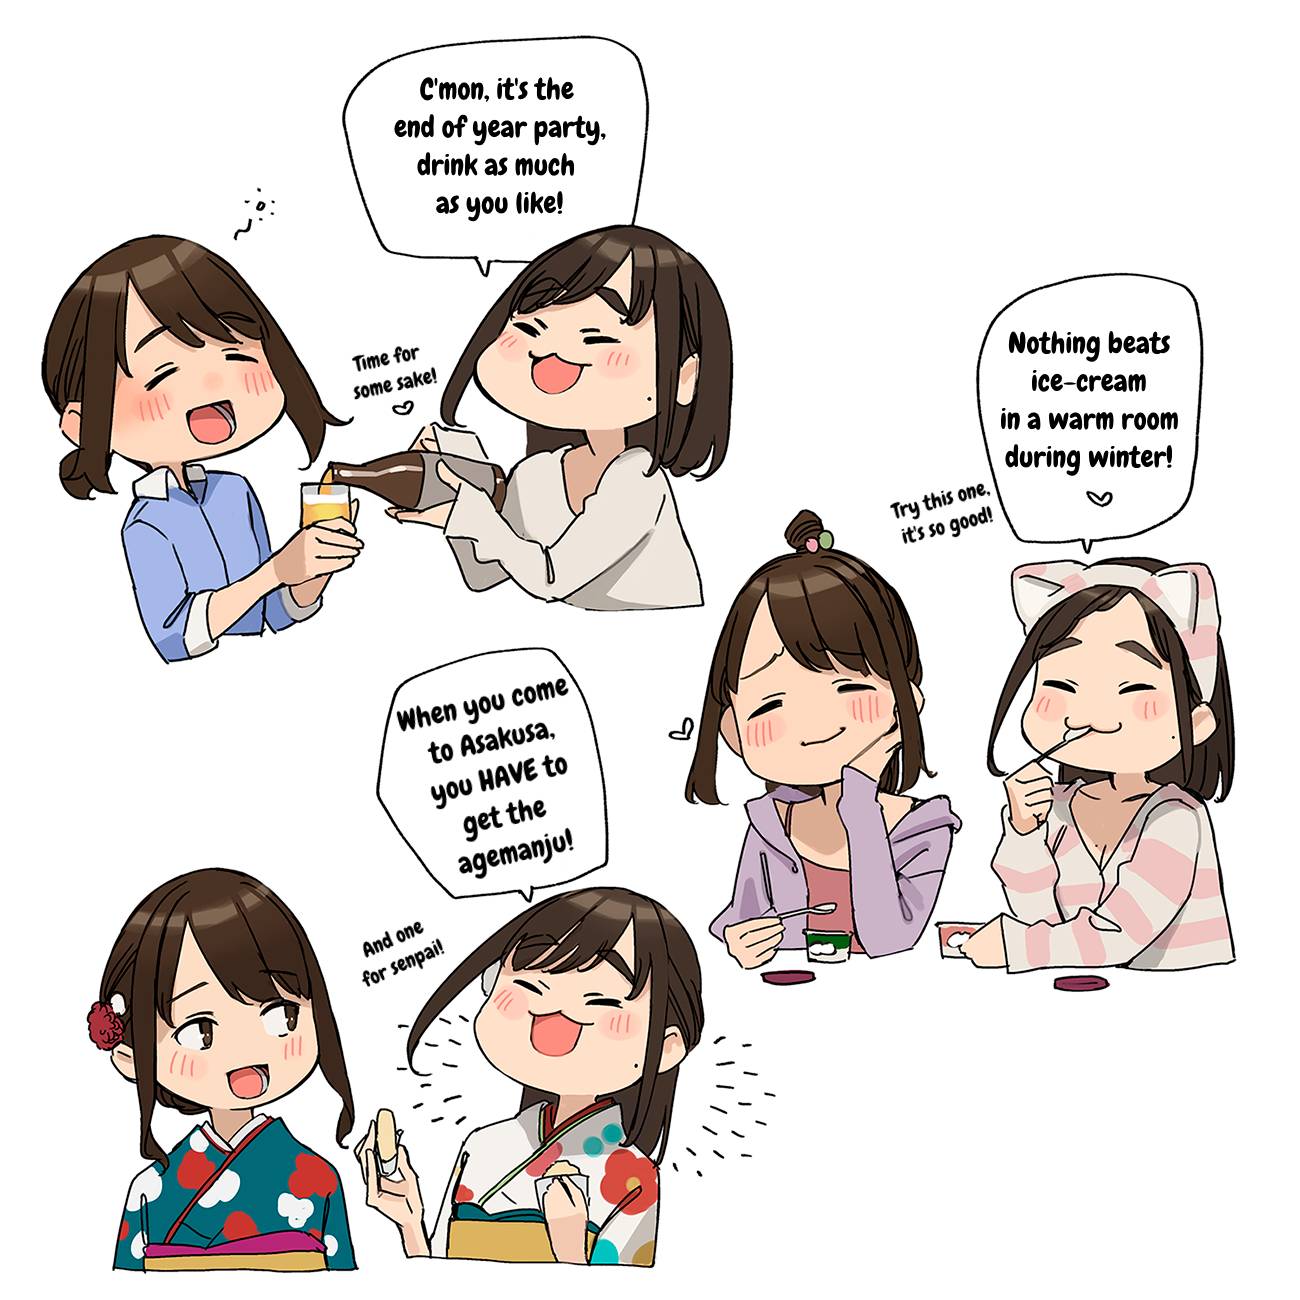 C'mon, it's the
end of year party,
drink as much
as you like!
Time for
some sake!
Nothing beats
ice-cream
in a warm room
during winter!
Try this one,
it's so good!
When you come
to Asakusa,
you HAVE to
get the
agemanju!
And one
for senpai!